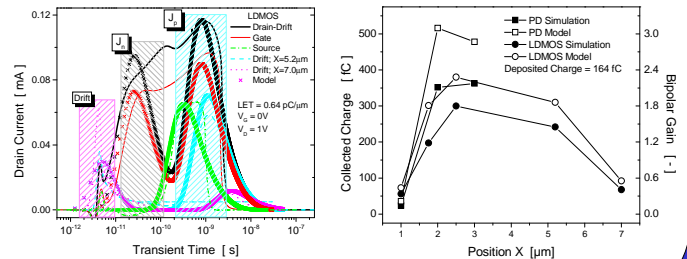 J_n
J_p
Drift
LDMOS
Drain-Drift
Gate
Source
Drift; X=5.2µm
Drift; X=7.0µm
Model
LET = 0.64 pC/µm
V_G= 0V
V_D = 1V
0.12
0.08
0.04
0.00
Drain Current [ mA ]
10^-12 10^-11 10^-10 10^-9 10^-8 10^-7 10^-6
Transient Time [ s]
PD Simulation
PD Model
LDMOS Simulation
LDMOS Model
Deposited Charge = 164 fC
500
400
300
200
100
0
Collected Charge fC
3.0
2.4
1.8
1.2
0.6
0.0
Bipolar Gain [ - ]
1 2 3 4 5 6 7
Position X [µm]